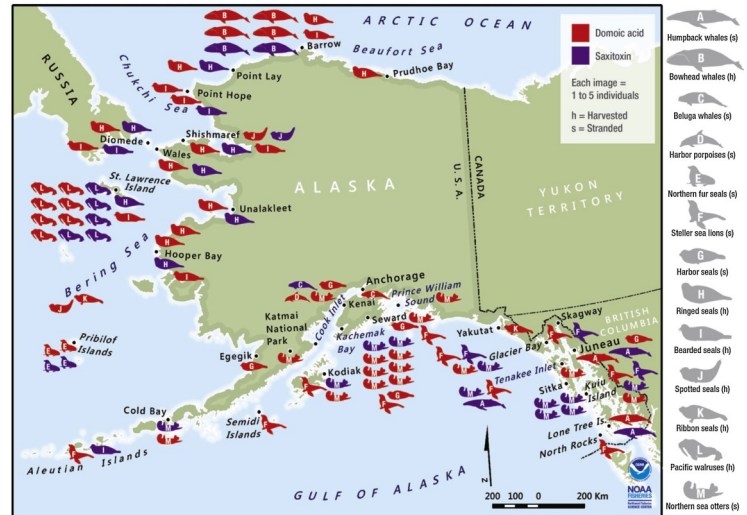 ARCTIC OCEAN
Barrow
Beaufort Sea
Prudhoe Bay
Chukchi Sea
RUSSIA
Point Lay
Point Hope
Shishmaref
Diomede
Wales
St. Lawrence
Island
ALASKA
U. S. A.
CANADA
YUKON
TERRITORY
Unalakleet
Bering Sea
Hooper Bay
Pribilof
Islands
Anchorage
Cook Inlet
Kenai
Prince William
Sound
Seward
Katmai
National
Park
Kachemak
Bay
Egegik
Kodiak
Cold Bay
Semidi
Islands
Aleutian Islands
Yakutat
Skagway
BRITISH
COLUMBIA
Glacier Bay
Juneau
Tenakee Inlet
Sitka
Kuiu
Island
Lone Tree Is.
North Rocks
GULF OF ALASKA
Z
200 100 0 200 Km
NOAA
FISHERIES
Domoic acid
Saxitoxin
Each image =
1 to 5 individuals
h = Harvested
s = Stranded
A
Humpback whales (s)
B
Bowhead whales (h)
C
Beluga whales (s)
D
Harbor porpoises (s)
E
Northern fur seals (s)
F
Steller sea lions (s)
G
Harbor seals (s)
H
Ringed seals (h)
I
Bearded seals (h)
J
Spotted seals (h)
K
Ribbon seals (h)
L
Pacific walruses (h)
M
Northern sea otters (s)